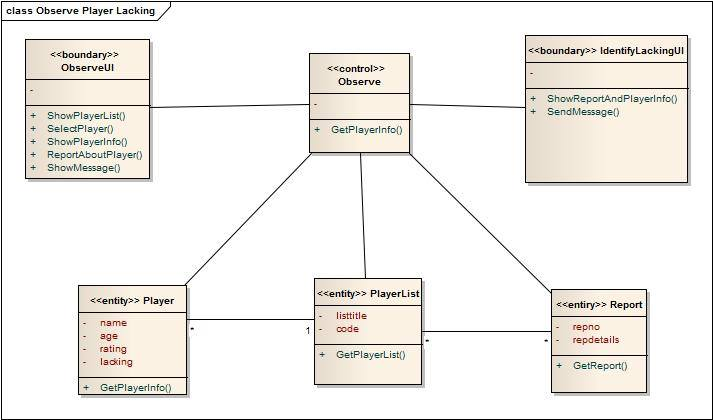 class Observe Player Lacking
<<boundary>>
ObserveUI
-
+ ShowPlayerList()
+ SelectPlayer()
+ ShowPlayerInfo()
+ ReportAboutPlayer()
+ ShowMessage()
<<control>>
Observe
-
+ GetPlayerInfo()
<<boundary>> IdentifyLackingUI
-
+ ShowReportAndPlayerInfo()
+ SendMessage()
<<entity>> Player
- name
- age
- rating
- lacking
+ GetPlayerInfo()
* 1
<<entity>> PlayerList
- listtitle
- code
+ GetPlayerList()
* *
<<entiry>> Report
- repno
- repdetails
+ GetReport()